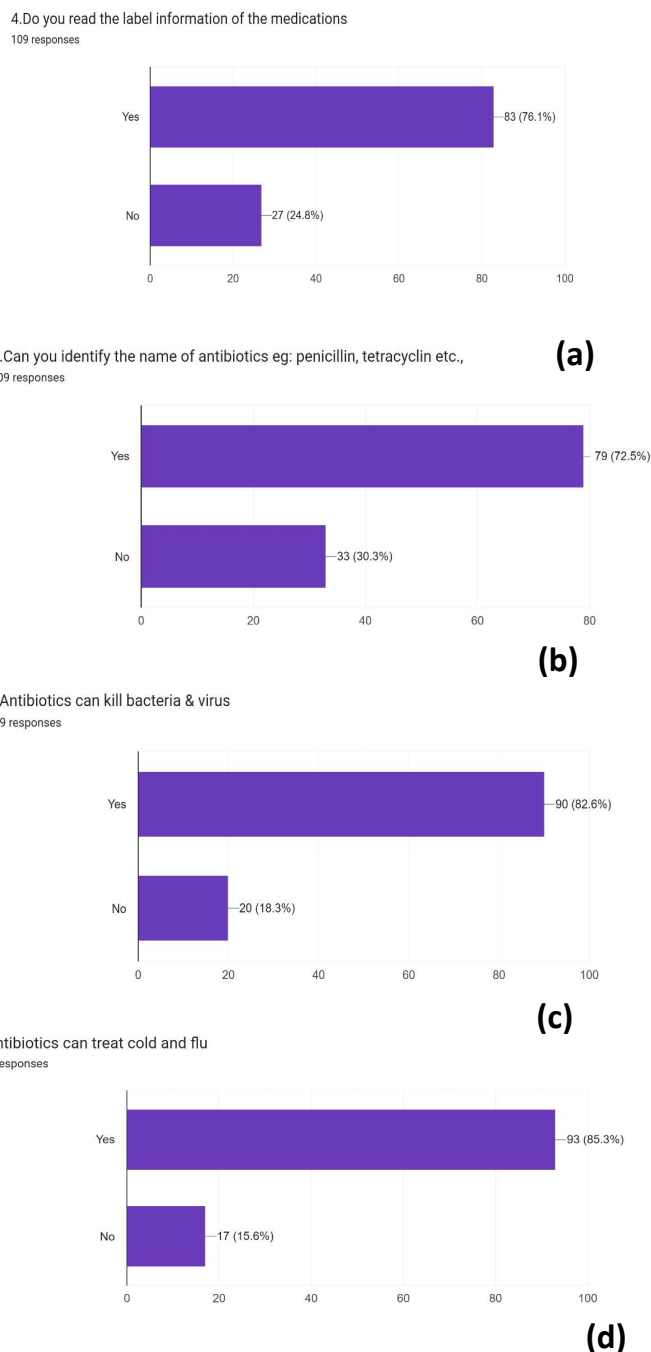 4.Do you read the label information of the medications
109 responses
Yes
83 (76.1%)
No
27 (24.8%)
0 20 40 60 80 100
(a)
.Can you identify the name of antibiotics eg: penicillin, tetracyclin etc.,
09 responses
Yes
79 (72.5%)
No
33 (30.3%)
0 20 40 60 80
(b)
Antibiotics can kill bacteria & virus
9 responses
Yes
90 (82.6%)
No
20 (18.3%)
0 20 40 60 80 100
(c)
ntibiotics can treat cold and flu
esponses
Yes
93 (85.3%)
No
17 (15.6%)
0 20 40 60 80 100
(d)